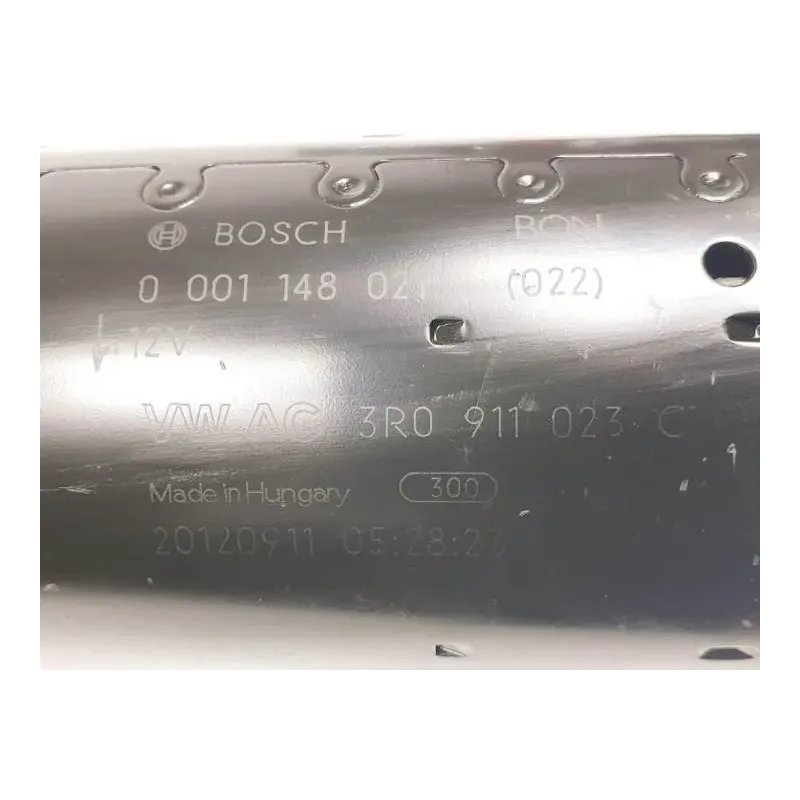 BOSCH BON
0 001 148 02 (022)
12V
VW AG 3R0 911 023 C
Made in Hungary 300
20120911 05:28:23